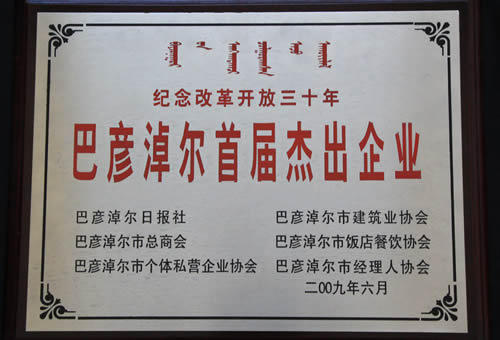 纪念改革开放三十年
巴彦淖尔首届杰出企业
巴彦淖尔日报社
巴彦淖尔市总商会
巴彦淖尔市个体私营企业协会
巴彦淖尔市建筑业协会
巴彦淖尔市饭店餐饮协会
巴彦淖尔市经理人协会
二00九年六月